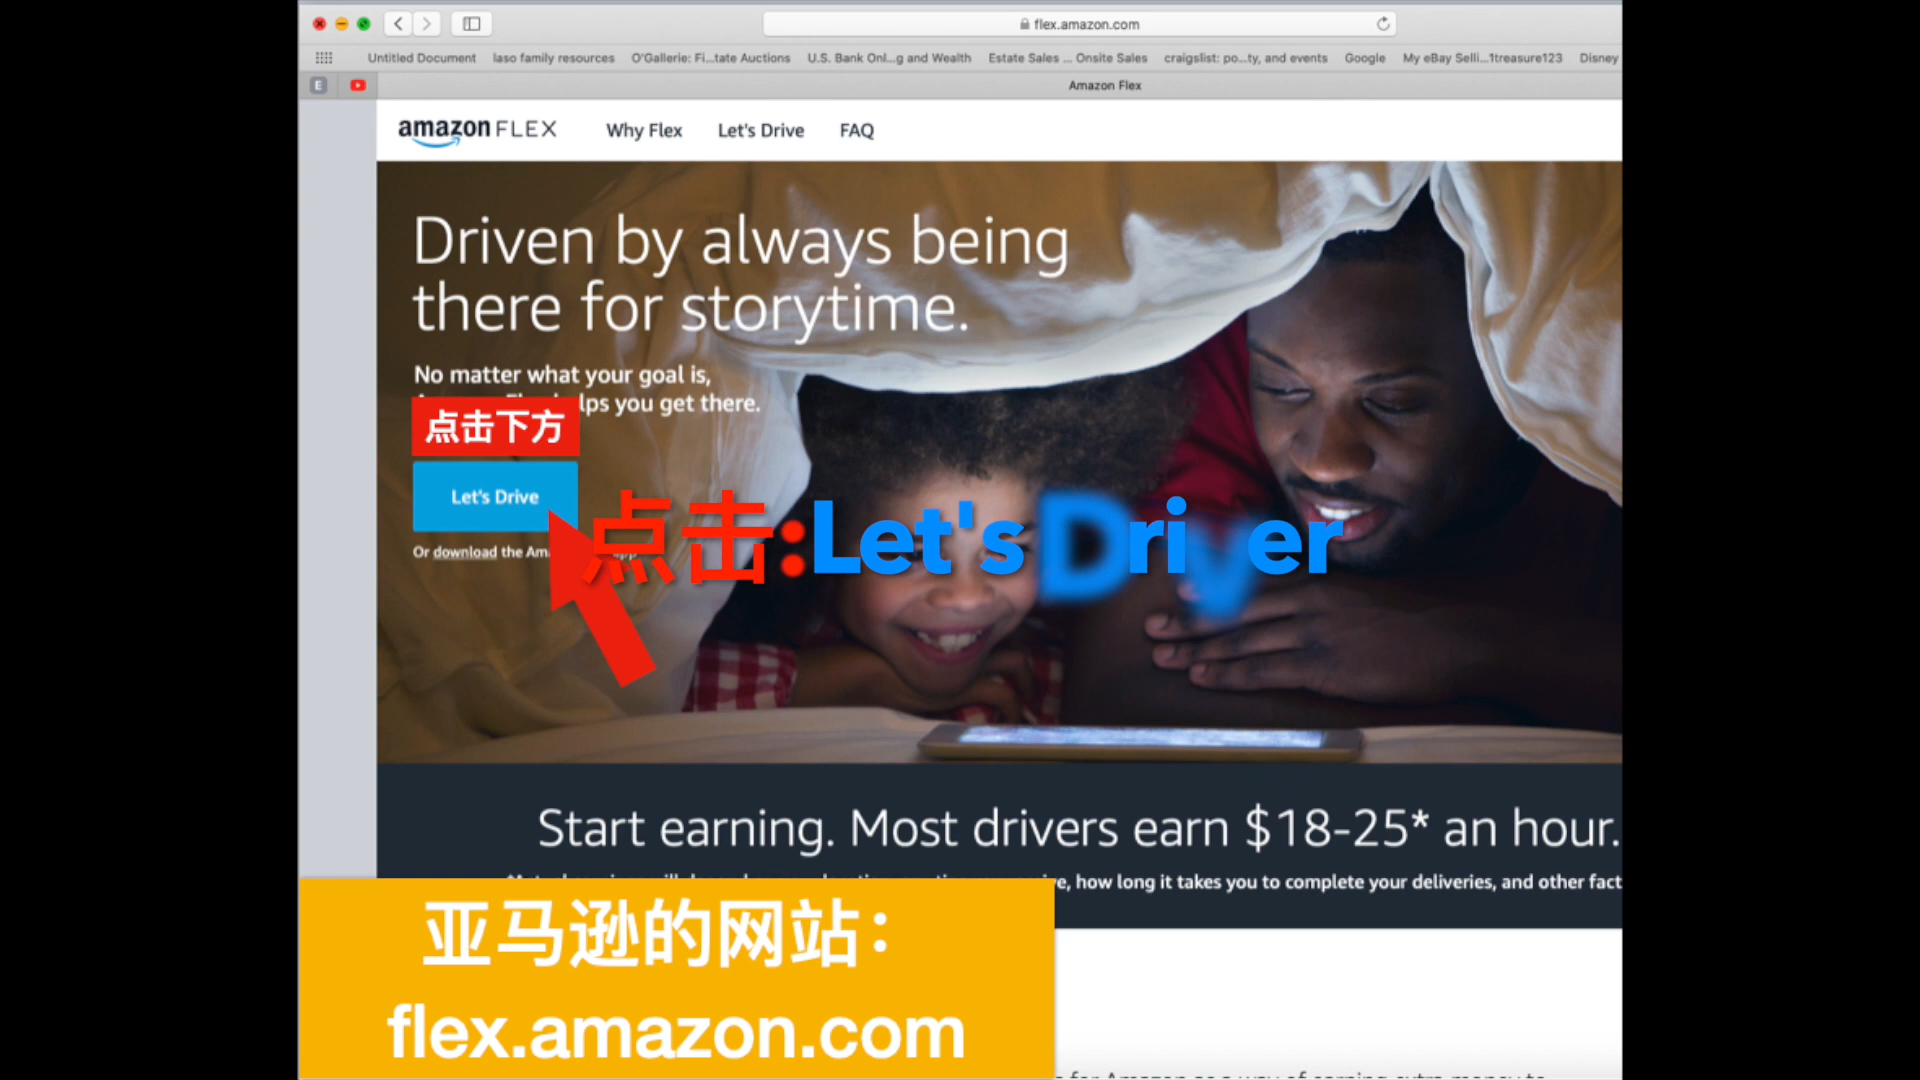 flex.amazon.com
Untitled Document laso family resources O'Gallerie: Fi...tate Auctions U.S. Bank Onl...g and Wealth Estate Sales ... Onsite Sales craigslist: po...ty, and events Google My eBay Selli...1treasure123 Disney
E
Amazon Flex
amazon FLEX Why Flex Let's Drive FAQ
Driven by always being
there for storytime.
No matter what your goal is,
lps you get there.
点击下方
Let's Drive
点击:Let's Driver
Or download the Am
Start earning. Most drivers earn $18-25* an hour.
, how long it takes you to complete your deliveries, and other fact
亚马逊的网站：
flex.amazon.com